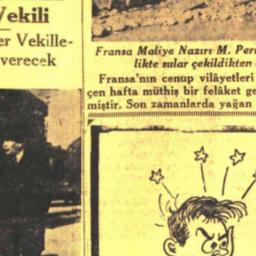 Vekili
er Vekille-
verecek
Fransa Maliye Nazırı M. Per
likte sular çekildikten
Fransa'nın cenup vilâyetleri
çen hafta müthiş bir felâket ge
miştir. Son zamanlarda yağan